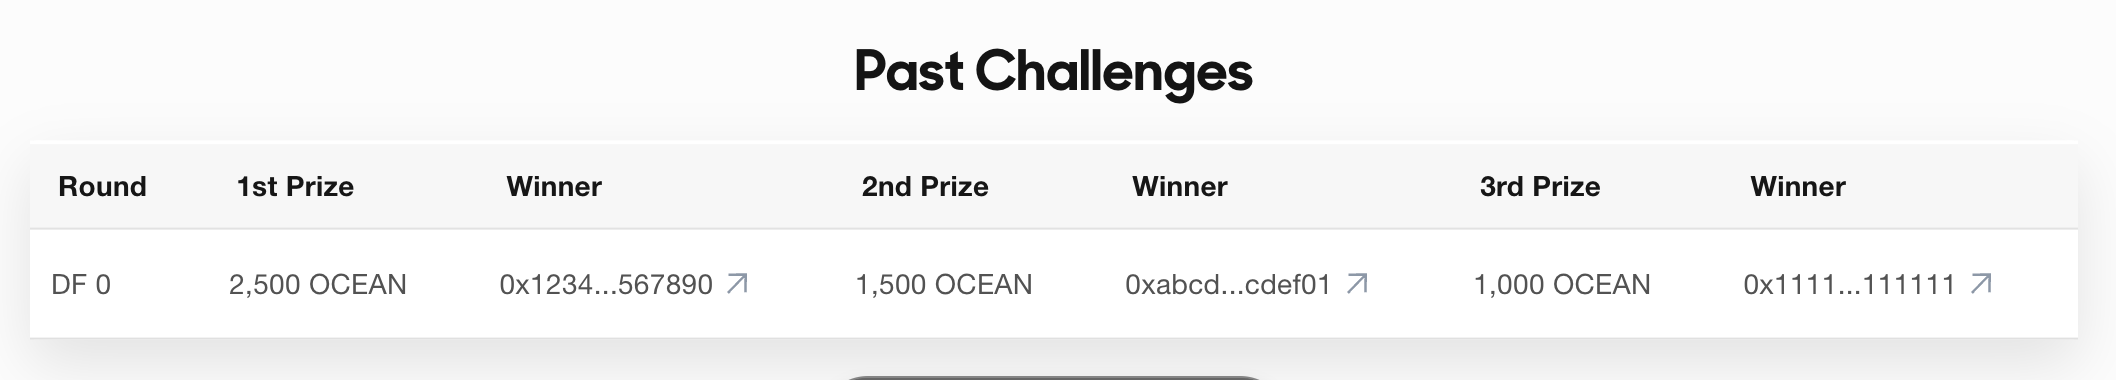 Past Challenges
Round 1st Prize Winner 2nd Prize Winner 3rd Prize Winner
DF 0 2,500 OCEAN 0x1234...567890 1,500 OCEAN 0xabcd...cdef01 1,000 OCEAN 0x1111...111111